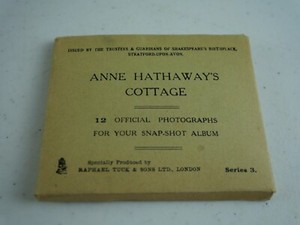 ISSUED BY THE TRUSTEES & GUARDIANS OF SHAKESPEARE'S BIRTHPLACE,
STRATFORD-UPON-AVON.
ANNE HATHAWAY'S
COTTAGE
12 OFFICIAL PHOTOGRAPHS
FOR YOUR SNAP-SHOT ALBUM
Specially Produced by
RAPHAEL TUCK & SONS LTD., LONDON Series 3.